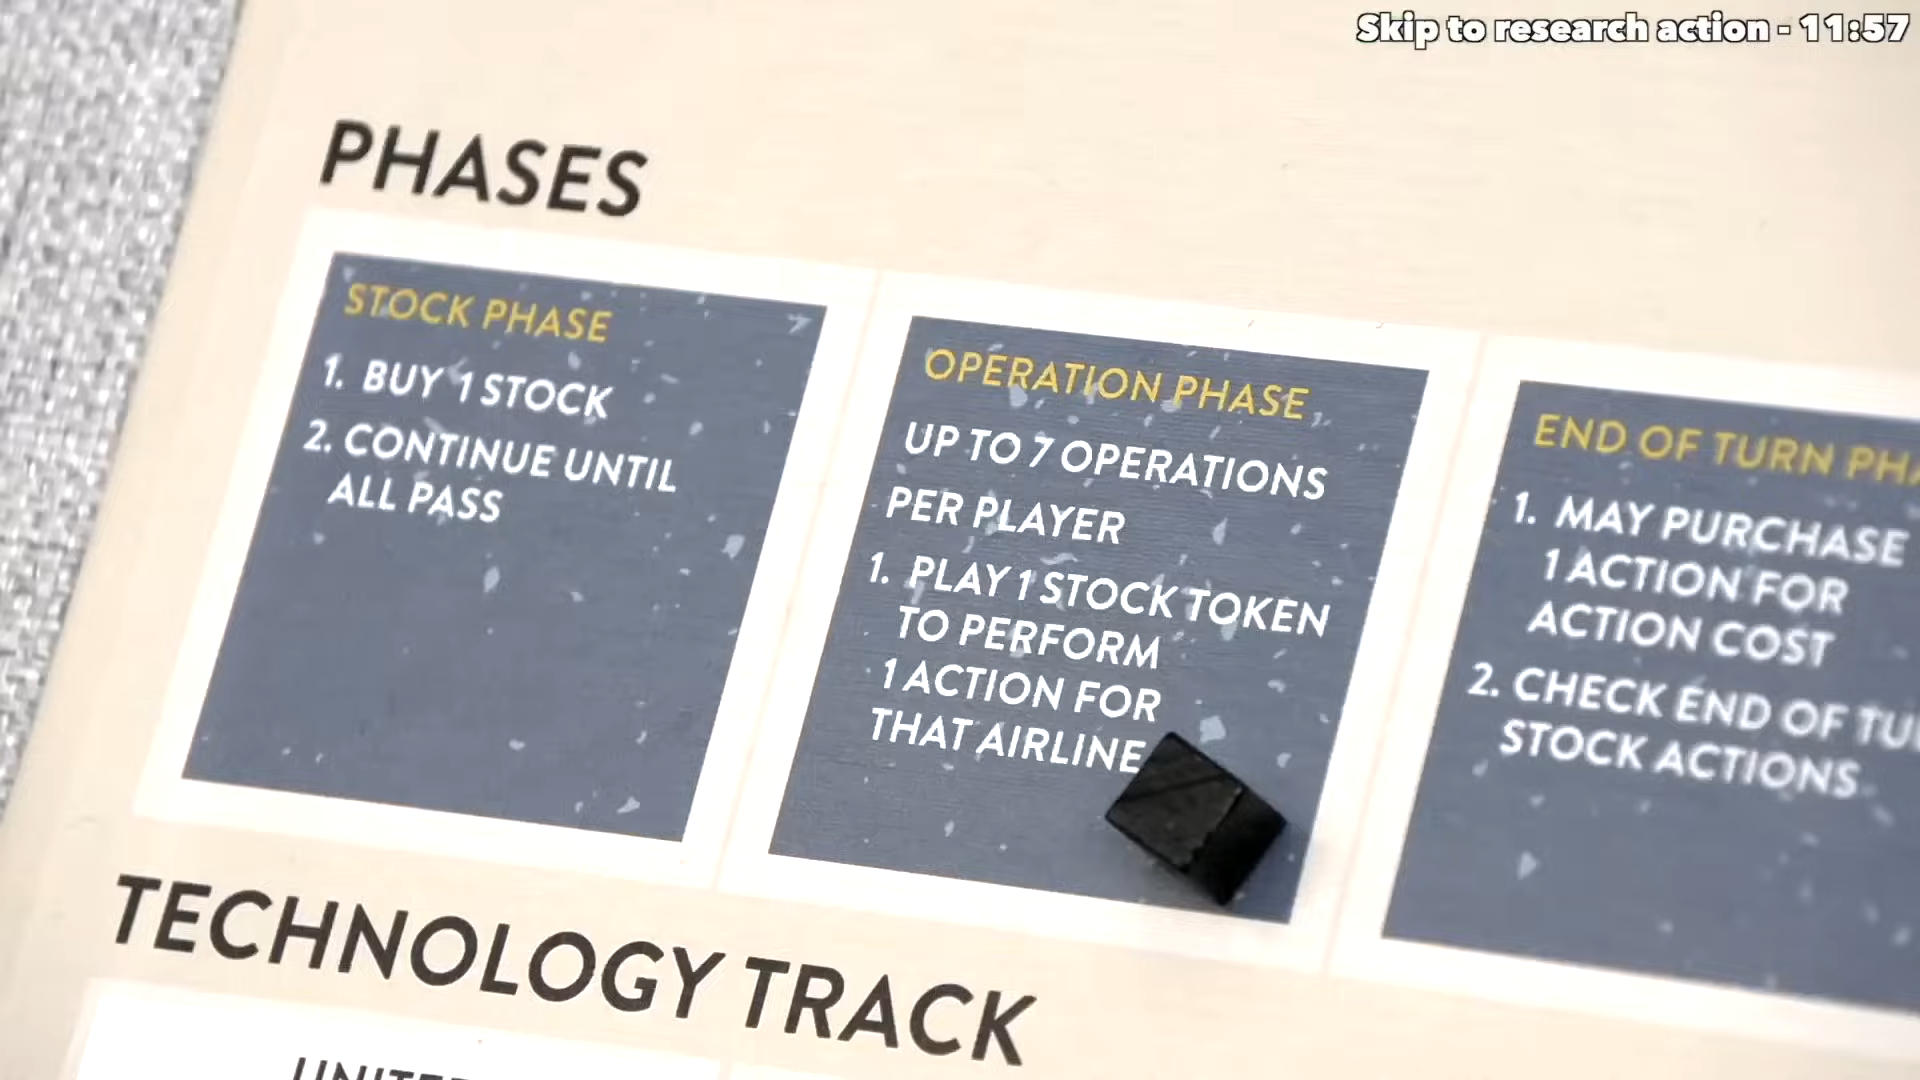 Skip to research action - 11:57
PHASES
STOCK PHASE
1. BUY 1 STOCK
2. CONTINUE UNTIL
ALL PASS
OPERATION PHASE
UP TO 7 OPERATIONS
PER PLAYER
1. PLAY 1 STOCK TOKEN
TO PERFORM
1 ACTION FOR
THAT AIRLINE
END OF TURN
1. MAY PURCHASE
1 ACTION FOR
ACTION COST
2. CHECK END OF
STOCK ACTIONS
TECHNOLOGY TRACK